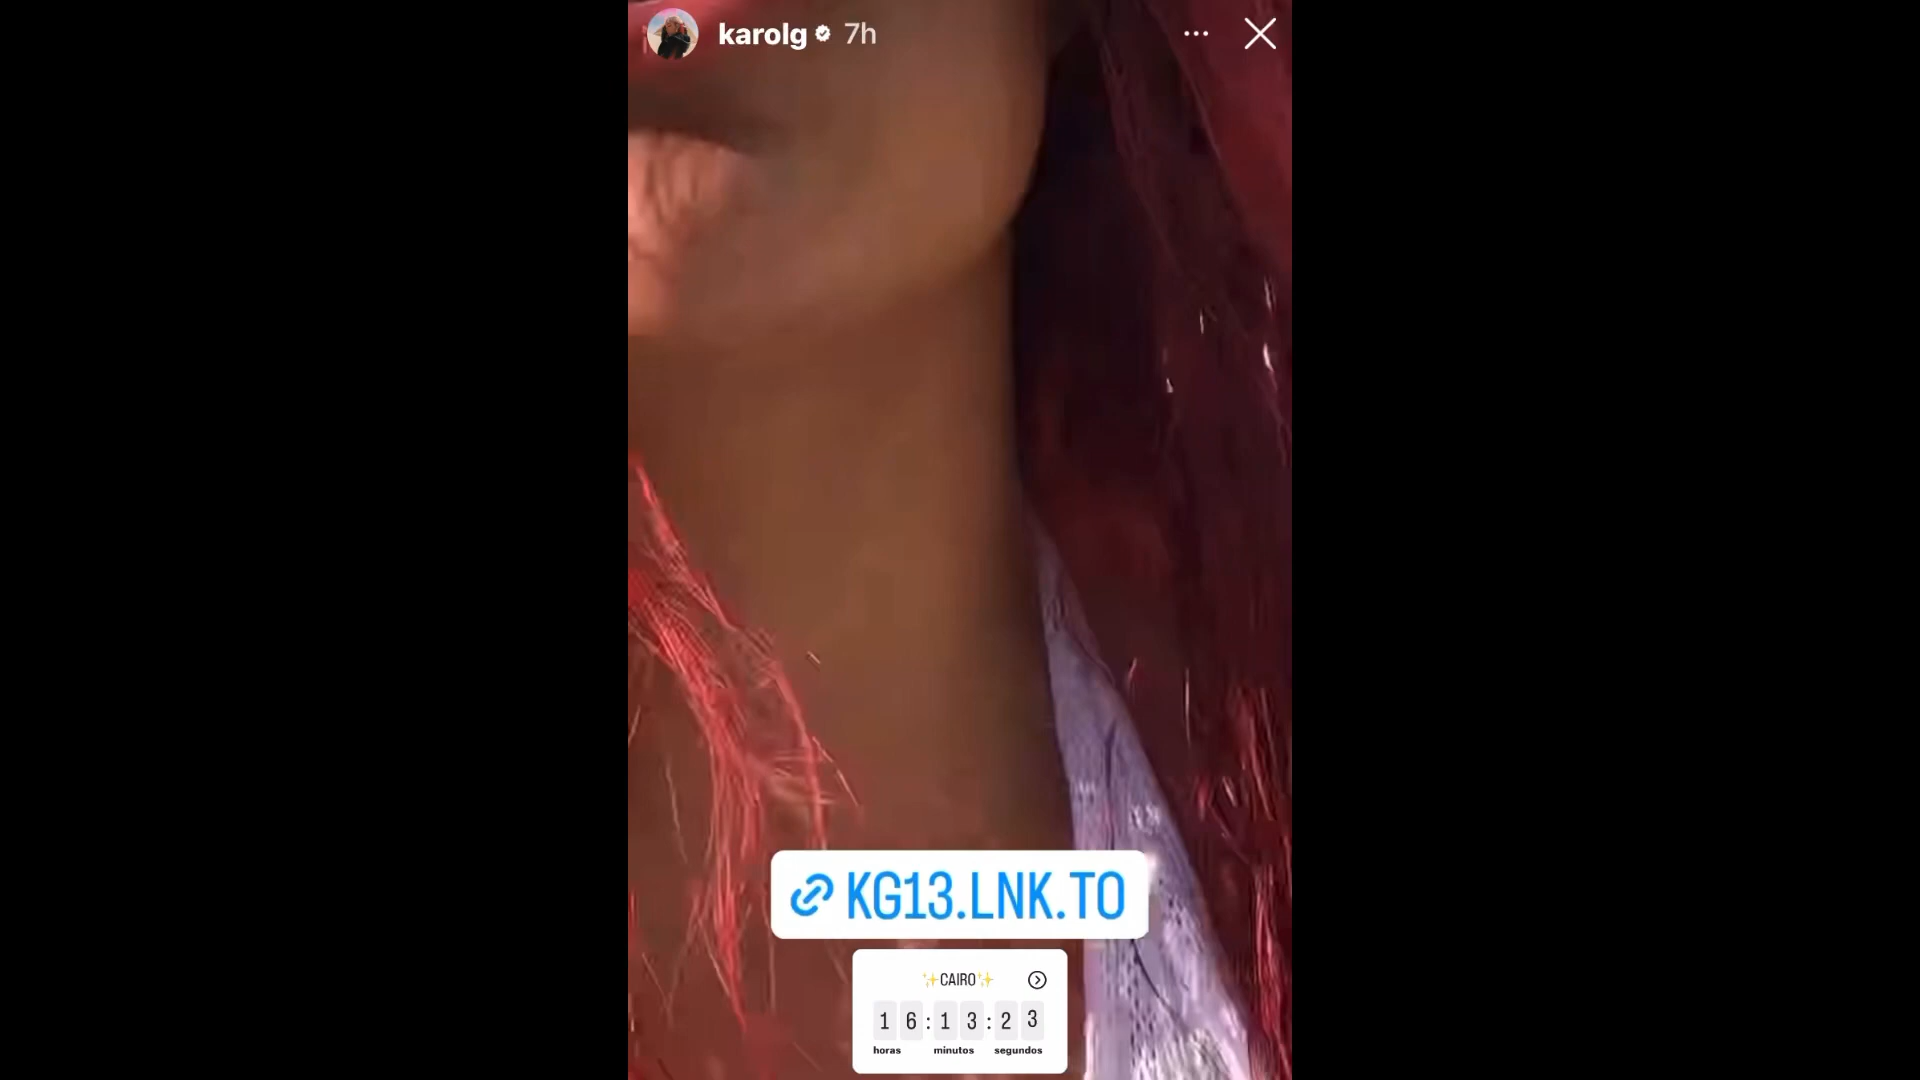 karolg 7h
KG13.LNK.TO
✨CAIRO✨
16:13:23
horas minutos segundos